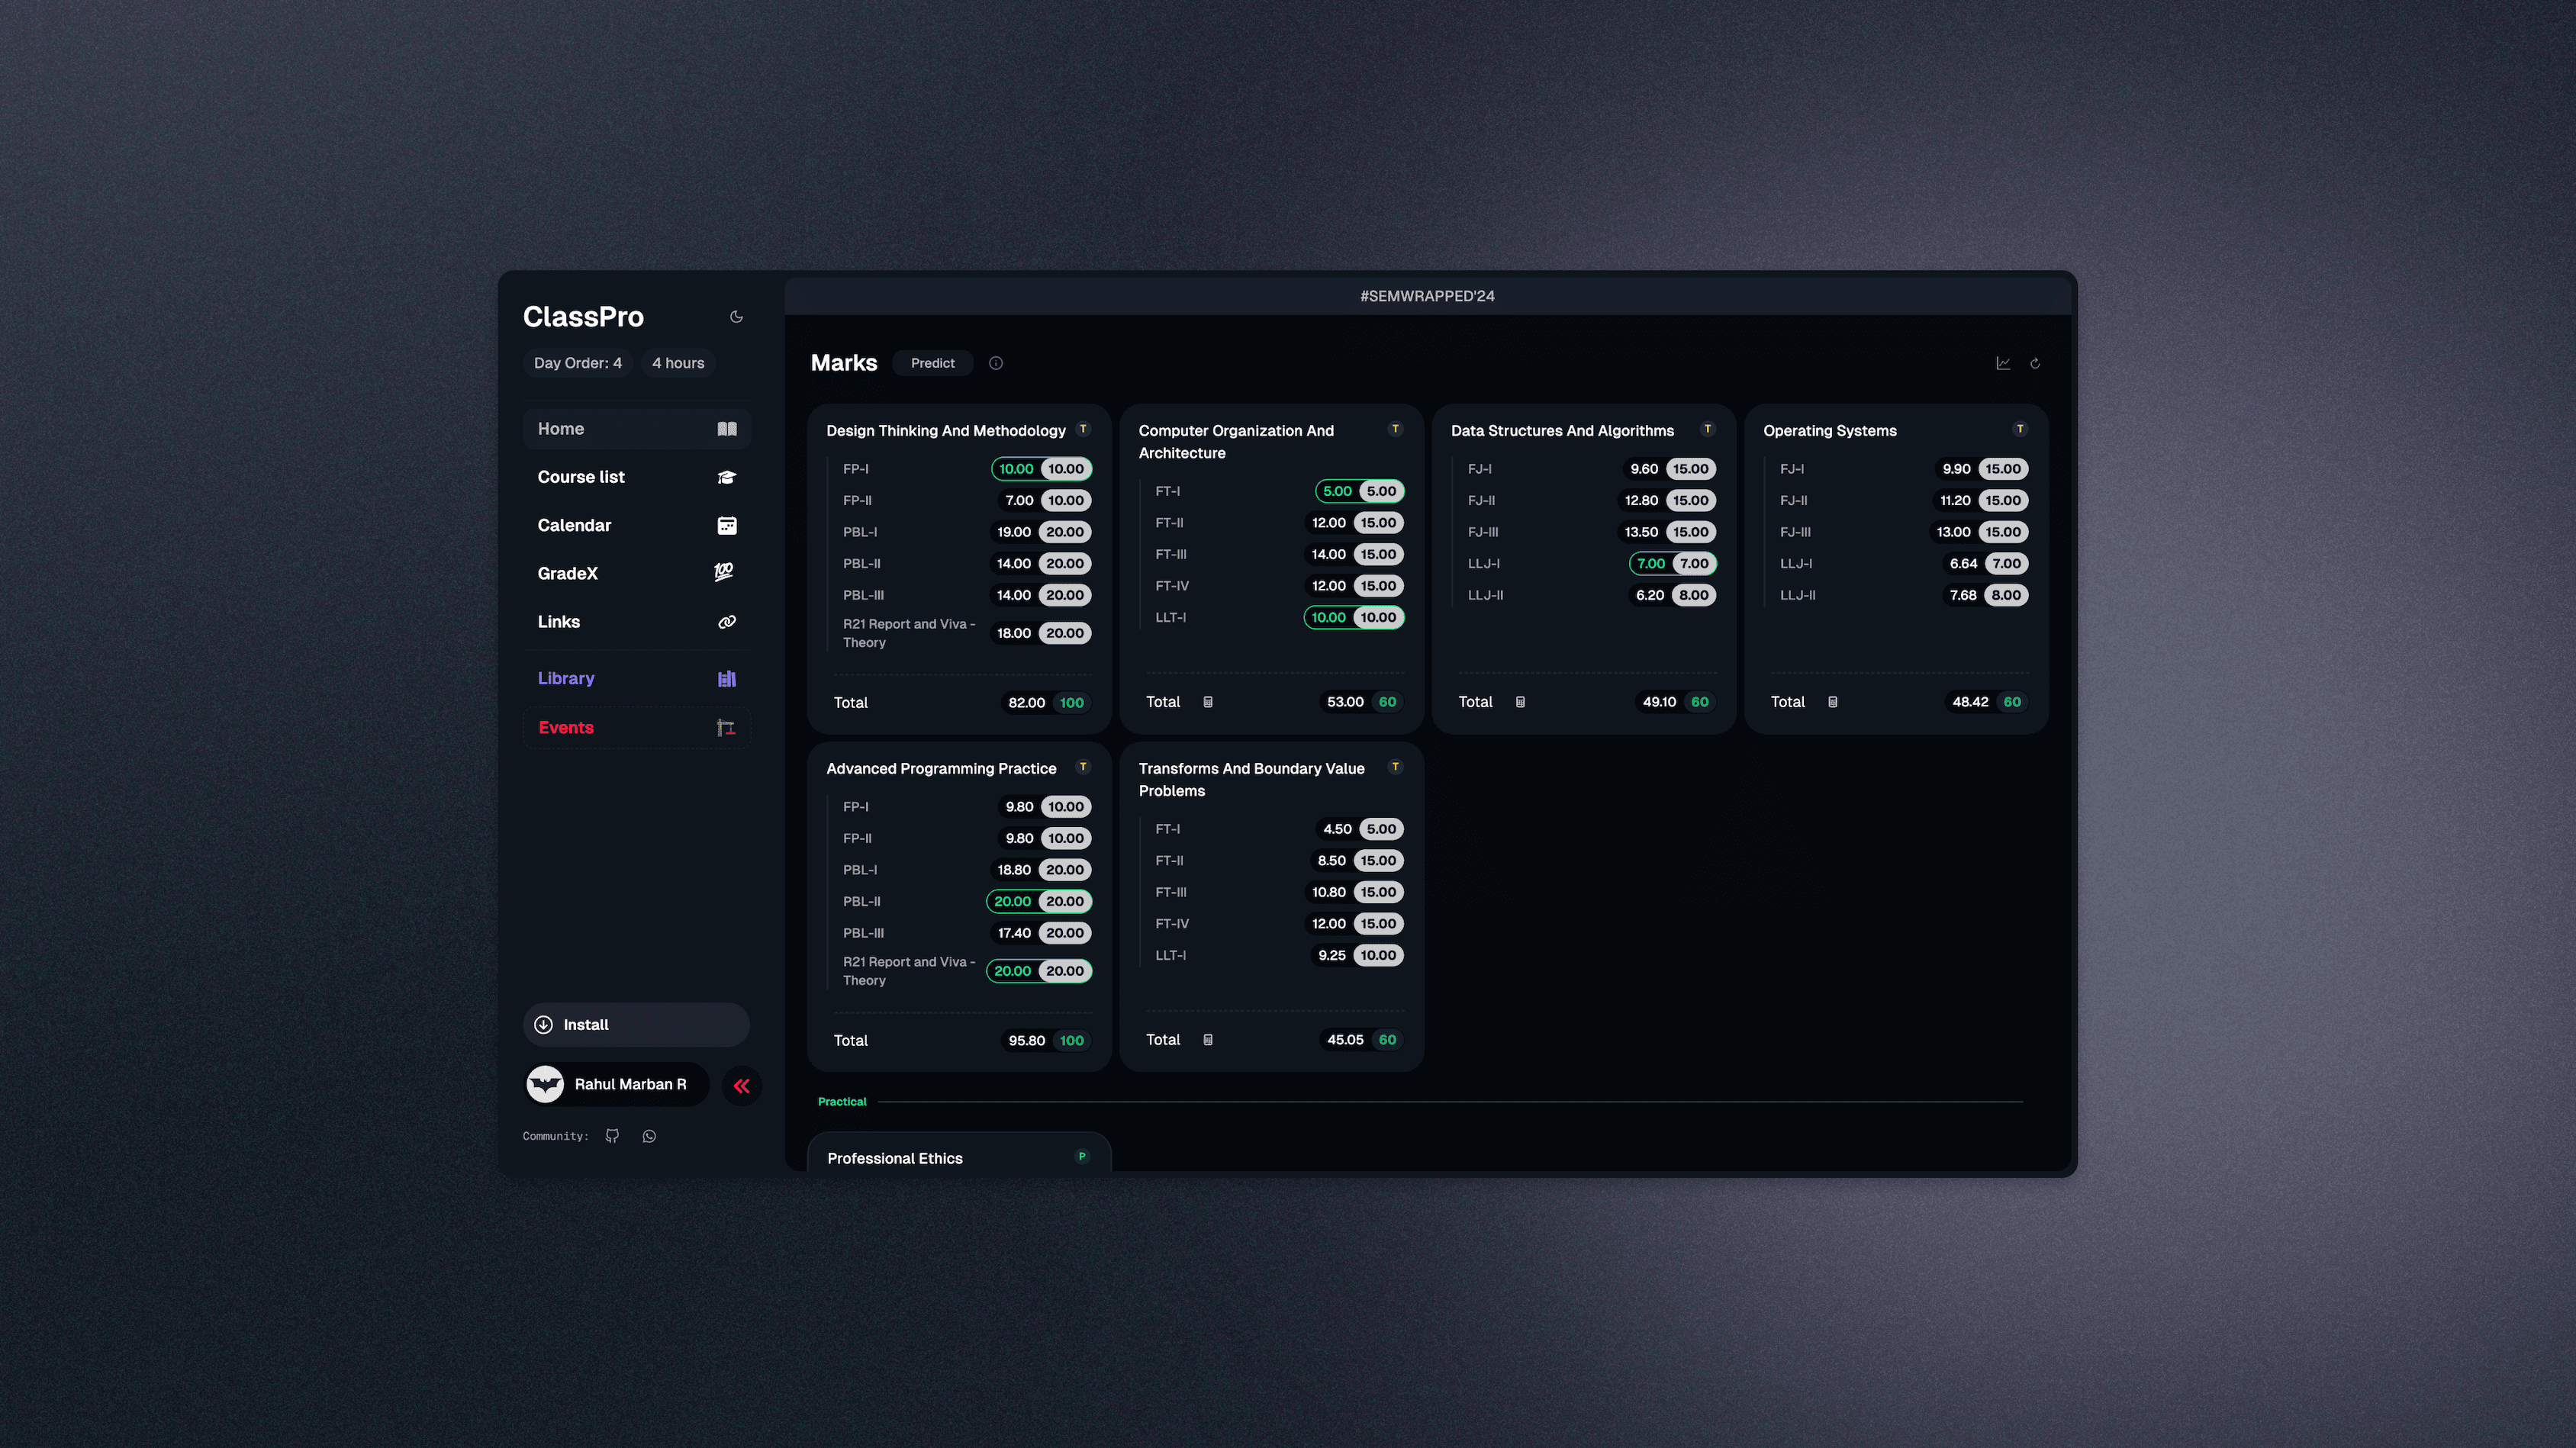 ClassPro
Day Order: 4 4 hours
Home
Course list
Calendar
GradeX
100
Links
Library
Events
Install
Rahul Marban R
Community:
#SEMWRAPPED'24
Marks Predict
Design Thinking And Methodology T
FP-I 10.00 10.00
FP-II 7.00 10.00
PBL-I 19.00 20.00
PBL-II 14.00 20.00
PBL-III 14.00 20.00
R21 Report and Viva -
Theory 18.00 20.00
Total 82.00 100
Computer Organization And
Architecture T
FT-I 5.00 5.00
FT-II 12.00 15.00
FT-III 14.00 15.00
FT-IV 12.00 15.00
LLT-I 10.00 10.00
Total 53.00 60
Data Structures And Algorithms T
FJ-I 9.60 15.00
FJ-II 12.80 15.00
FJ-III 13.50 15.00
LLJ-I 7.00 7.00
LLJ-II 6.20 8.00
Total 49.10 60
Operating Systems T
FJ-I 9.90 15.00
FJ-II 11.20 15.00
FJ-III 13.00 15.00
LLJ-I 6.64 7.00
LLJ-II 7.68 8.00
Total 48.42 60
Advanced Programming Practice T
FP-I 9.80 10.00
FP-II 9.80 10.00
PBL-I 18.80 20.00
PBL-II 20.00 20.00
PBL-III 17.40 20.00
R21 Report and Viva -
Theory 20.00 20.00
Total 95.80 100
Transforms And Boundary Value
Problems T
FT-I 4.50 5.00
FT-II 8.50 15.00
FT-III 10.80 15.00
FT-IV 12.00 15.00
LLT-I 9.25 10.00
Total 45.05 60
Practical
Professional Ethics P